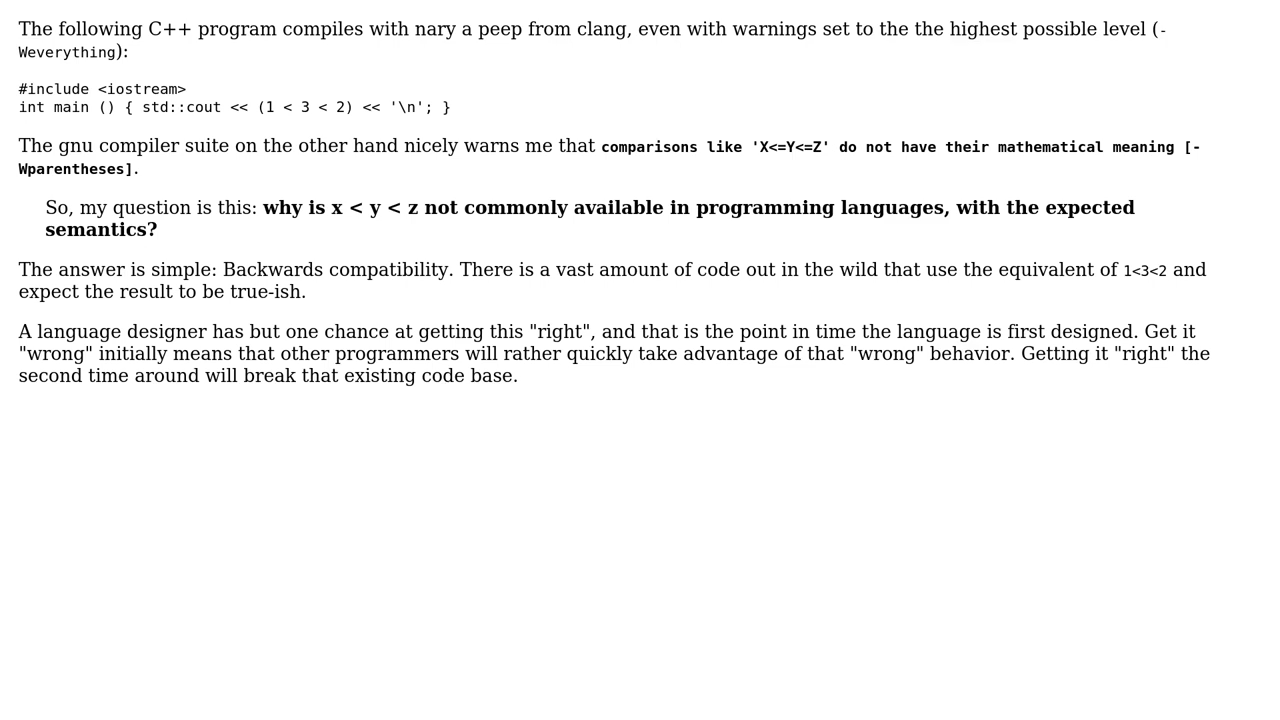 The following C++ program compiles with nary a peep from clang, even with warnings set to the the highest possible level (-
Weverything):
#include <iostream>
int main () { std::cout << (1 < 3 < 2) << '\n'; }
The gnu compiler suite on the other hand nicely warns me that comparisons like 'X<=Y<=Z' do not have their mathematical meaning [-
Wparentheses].
So, my question is this: why is x < y < z not commonly available in programming languages, with the expected
semantics?
The answer is simple: Backwards compatibility. There is a vast amount of code out in the wild that use the equivalent of 1<3<2 and
expect the result to be true-ish.
A language designer has but one chance at getting this "right", and that is the point in time the language is first designed. Get it
"wrong" initially means that other programmers will rather quickly take advantage of that "wrong" behavior. Getting it "right" the
second time around will break that existing code base.